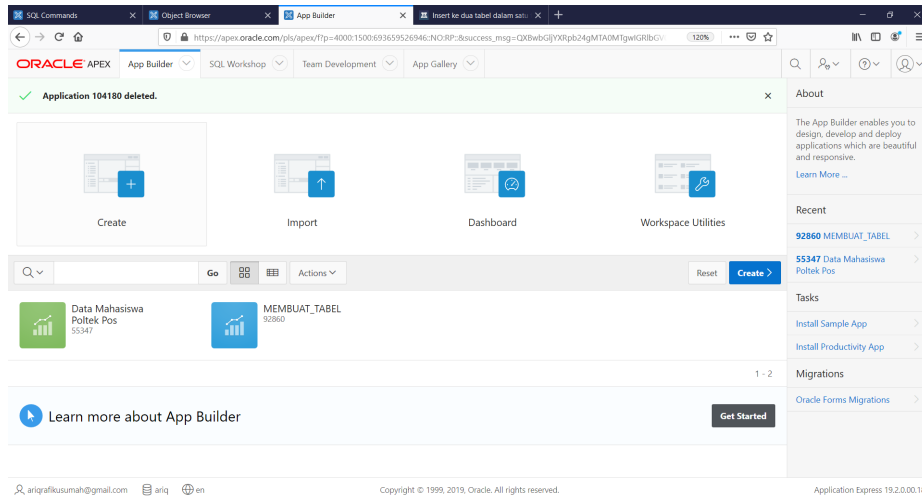 SQL Commands
Object Browser
App Builder
Insert ke dua tabel dalam satu
https://apex.oracle.com/pls/apex/f?p=4000:1500:693659526946::NO:RP:&success_msg=QXBwbGljYXRpb24gMTA0MTgwIGRlbGV
120%
ORACLE APEX
App Builder
SQL Workshop
Team Development
App Gallery
Application 104180 deleted.
About
The App Builder enables you to
design, develop and deploy
applications which are beautiful
and responsive.
Learn More ...
Create
Import
Dashboard
Workspace Utilities
Recent
92860 MEMBUAT_TABEL
55347 Data Mahasiswa
Poltek Pos
Go
Actions
Reset
Create
Data Mahasiswa
Poltek Pos
55347
MEMBUAT_TABEL
92860
Tasks
Install Sample App
Install Productivity App
1 - 2
Migrations
Oracle Forms Migrations
Learn more about App Builder
Get Started
ariqrafikusumah@gmail.com
ariq
en
Copyright © 1999, 2019, Oracle. All rights reserved.
Application Express 19.2.0.00.18